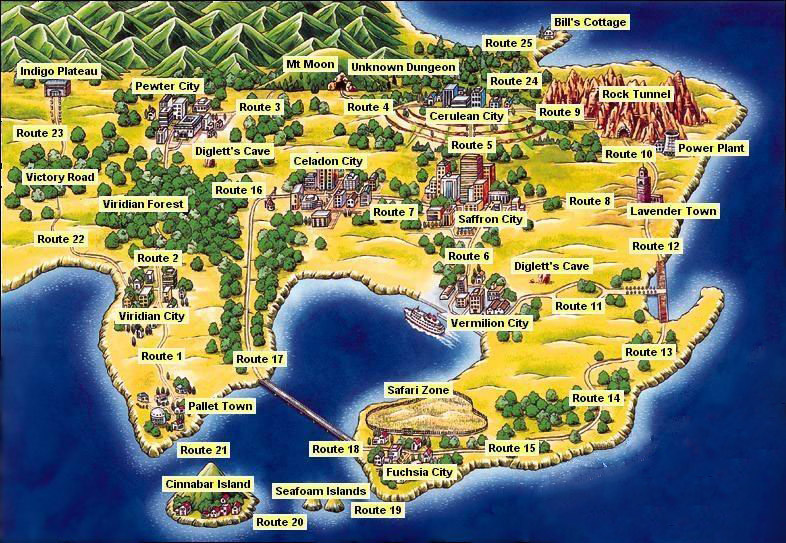 Bill's Cottage
Route 25
Mt Moon
Unknown Dungeon
Indigo Plateau
Pewter City
Route 24
Rock Tunnel
Route 3
Route 4
Cerulean City
Route 9
Route 23
Route 5
Power Plant
Diglett's Cave
Celadon City
Route 10
Victory Road
Route 16
Viridian Forest
Route 7
Saffron City
Route 8
Lavender Town
Route 22
Route 12
Route 2
Route 6
Diglett's Cave
Viridian City
Vermilion City
Route 11
Route 1
Route 17
Route 13
Safari Zone
Route 14
Pallet Town
Route 21
Route 18
Route 15
Fuchsia City
Cinnabar Island
Seafoam Islands
Route 19
Route 20